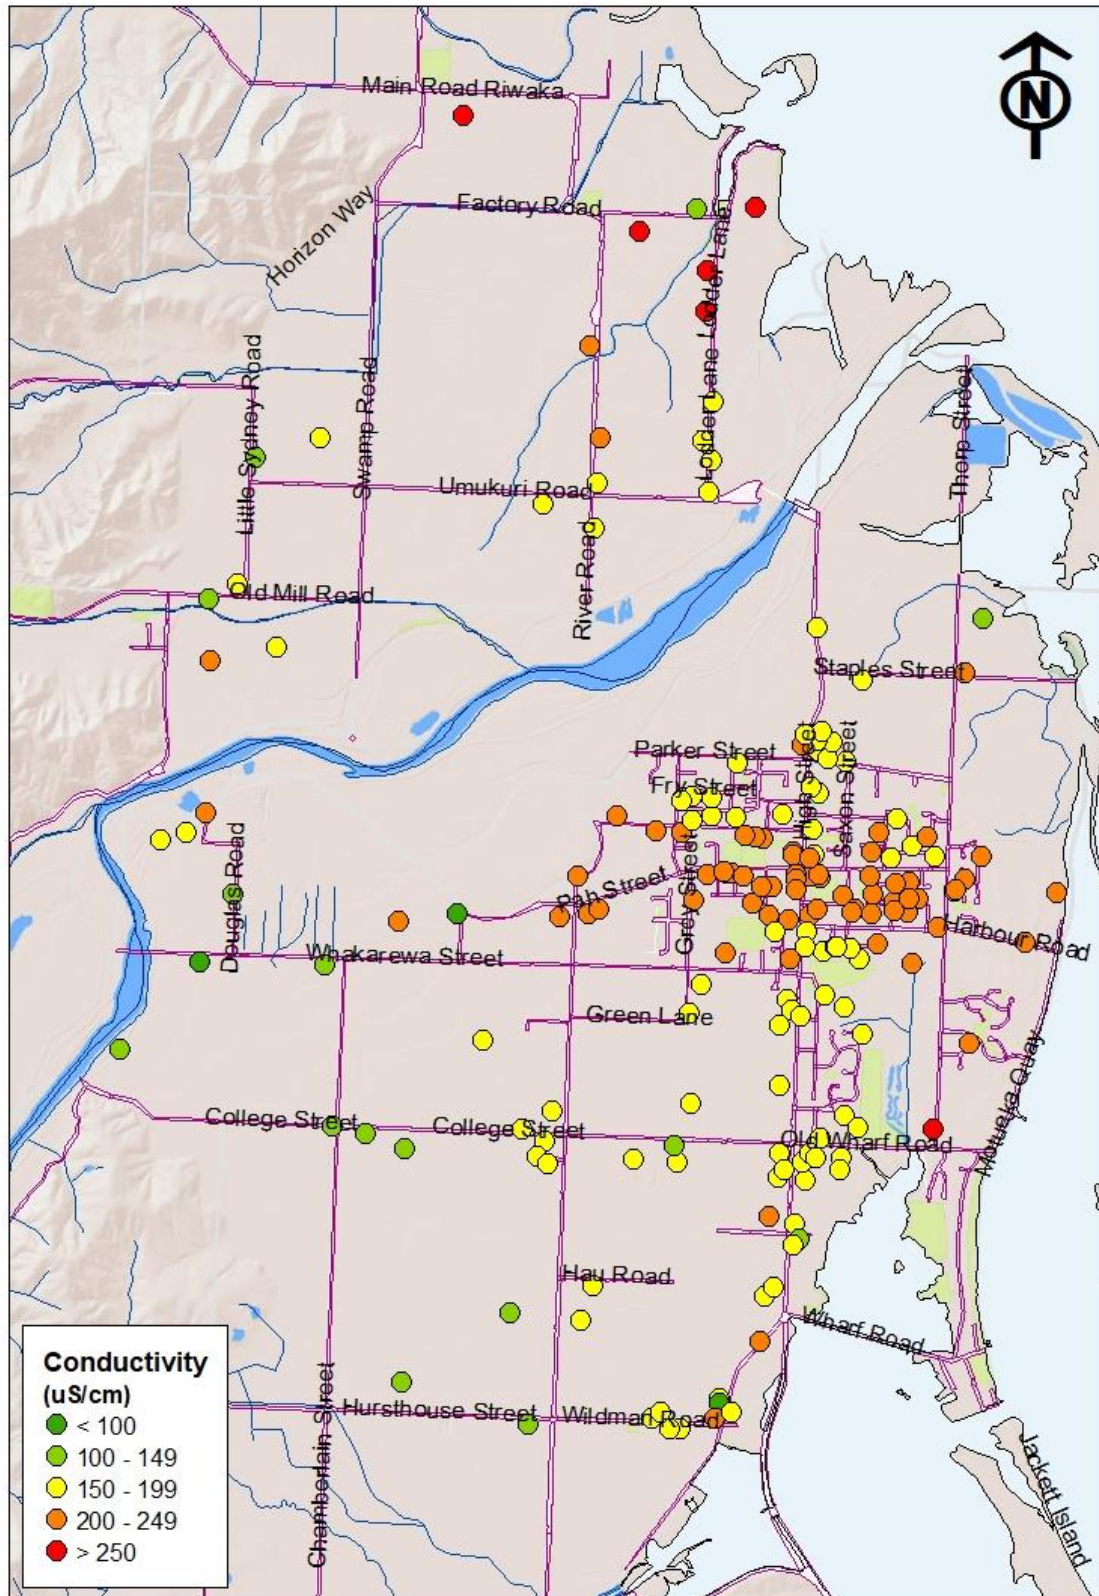 N
Main Road Riwaka
Factory Road
Horizon Way
Lodder Lane
Little Sydney Road
Swamp Road
Lodder Lane
Thorp Street
Umukuri Road
River Road
Old Mill Road
Staples Street
Parker Street
High Street
Saxon Street
Fry Street
Douglas Road
Pah Street
Grey Street
Whakarewa Street
Harbour Road
Green Lane
Motueka Quay
College Street
College Street
Old Wharf Road
Hau Road
Wharf Road
Chamberlain Street
Hursthouse Street
Wildman Road
Jackett Island
Conductivity
(uS/cm)
< 100
100 - 149
150 - 199
200 - 249
> 250